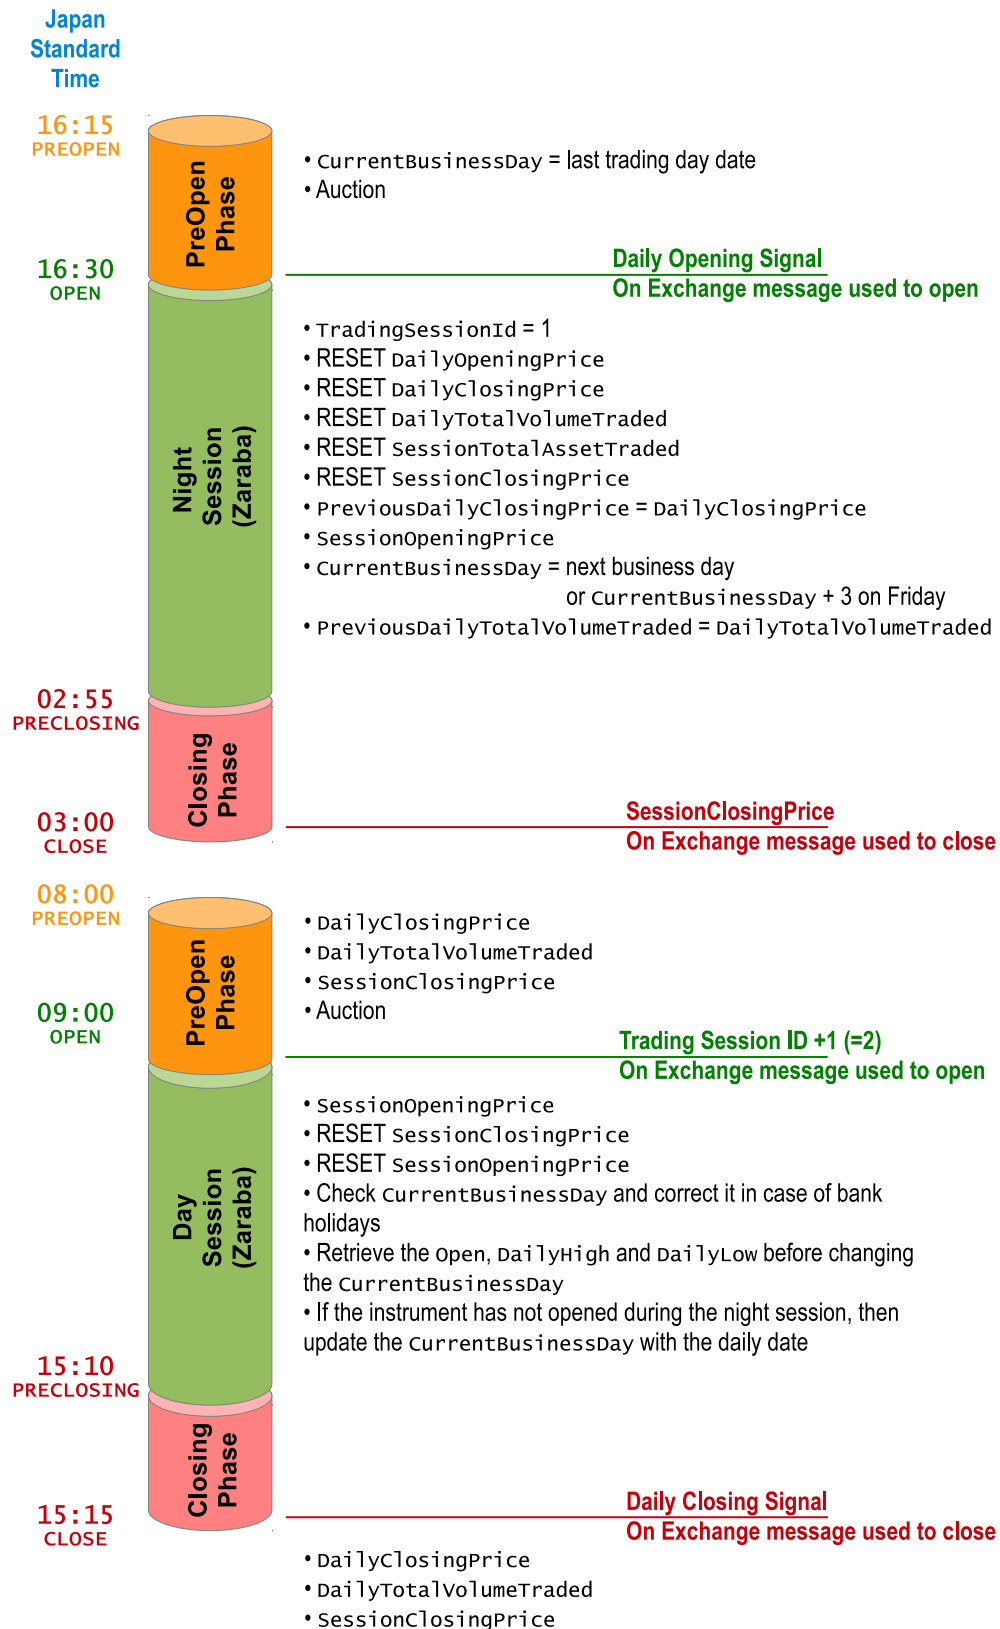 Japan
Standard
Time
16:15
PREOPEN
PreOpen
Phase
• CurrentBusinessDay = last trading day date
• Auction
16:30
OPEN
Daily Opening Signal
On Exchange message used to open
Night
Session
(Zaraba)
• TradingSessionId = 1
• RESET DailyOpeningPrice
• RESET DailyClosingPrice
• RESET DailyTotalVolumeTraded
• RESET SessionTotalAssetTraded
• RESET SessionClosingPrice
• PreviousDailyClosingPrice = DailyClosingPrice
• SessionOpeningPrice
• CurrentBusinessDay = next business day
or CurrentBusinessDay + 3 on Friday
• PreviousDailyTotalVolumeTraded = DailyTotalVolumeTraded
02:55
PRECLOSING
Closing
Phase
03:00
CLOSE
SessionClosingPrice
On Exchange message used to close
08:00
PREOPEN
PreOpen
Phase
• DailyClosingPrice
• DailyTotalVolumeTraded
• SessionClosingPrice
• Auction
09:00
OPEN
Trading Session ID +1 (=2)
On Exchange message used to open
Day
Session
(Zaraba)
• SessionOpeningPrice
• RESET SessionClosingPrice
• RESET SessionOpeningPrice
• Check CurrentBusinessDay and correct it in case of bank
holidays
• Retrieve the Open, DailyHigh and DailyLow before changing
the CurrentBusinessDay
• If the instrument has not opened during the night session, then
update the CurrentBusinessDay with the daily date
15:10
PRECLOSING
Closing
Phase
15:15
CLOSE
Daily Closing Signal
On Exchange message used to close
• DailyClosingPrice
• DailyTotalVolumeTraded
• SessionClosingPrice